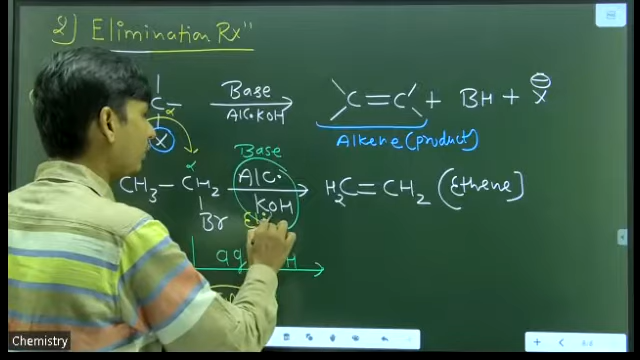 2) Elimination Rxⁿ
C – Base / Alc. KOH → C = C + BH + X⊖
X
Alkene (product)
α
Base
CH₃ – CH₂ Alc. KOH → H₂C = CH₂ (Ethene)
Br
aq
H
Chemistry